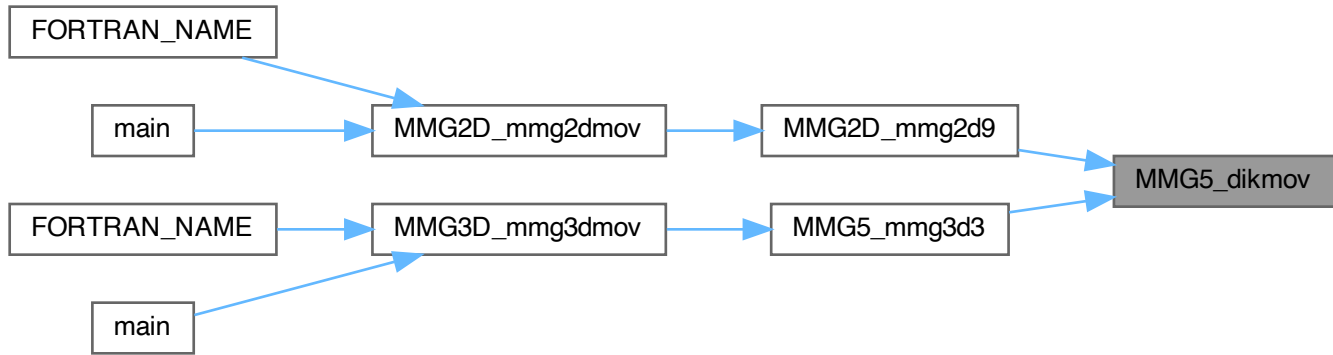 FORTRAN_NAME
main
MMG2D_mmg2dmov
MMG2D_mmg2d9
MMG5_dikmov
FORTRAN_NAME
MMG3D_mmg3dmov
MMG5_mmg3d3
main